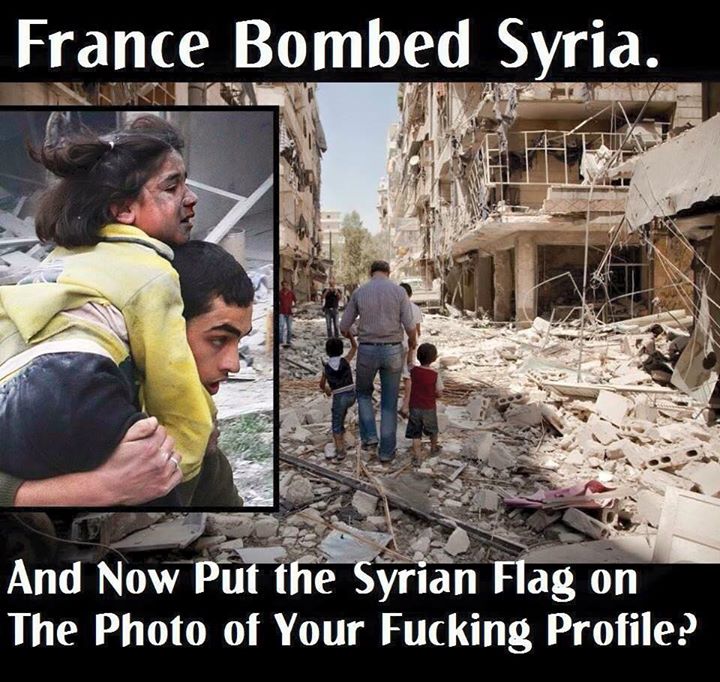 France Bombed Syria.
And Now Put the Syrian Flag on
The Photo of Your Fucking Profile?